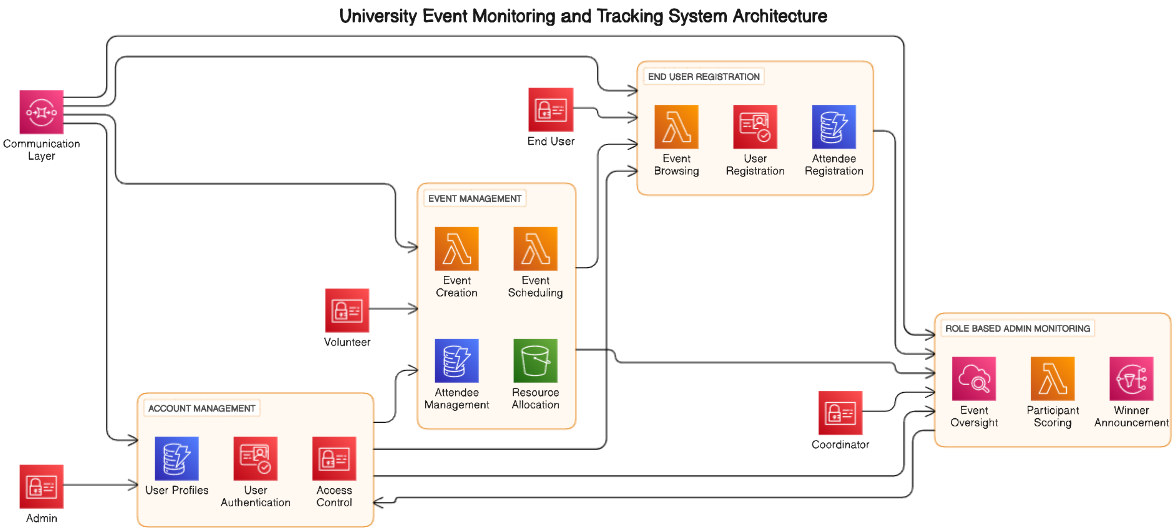 University Event Monitoring and Tracking System Architecture
Communication
Layer
END USER REGISTRATION
End User
Event
Browsing
User
Registration
Attendee
Registration
EVENT MANAGEMENT
Event
Creation
Event
Scheduling
Volunteer
Attendee
Management
Resource
Allocation
ROLE BASED ADMIN MONITORING
Event
Oversight
Participant
Scoring
Winner
Announcement
Coordinator
ACCOUNT MANAGEMENT
User Profiles
User
Authentication
Access
Control
Admin